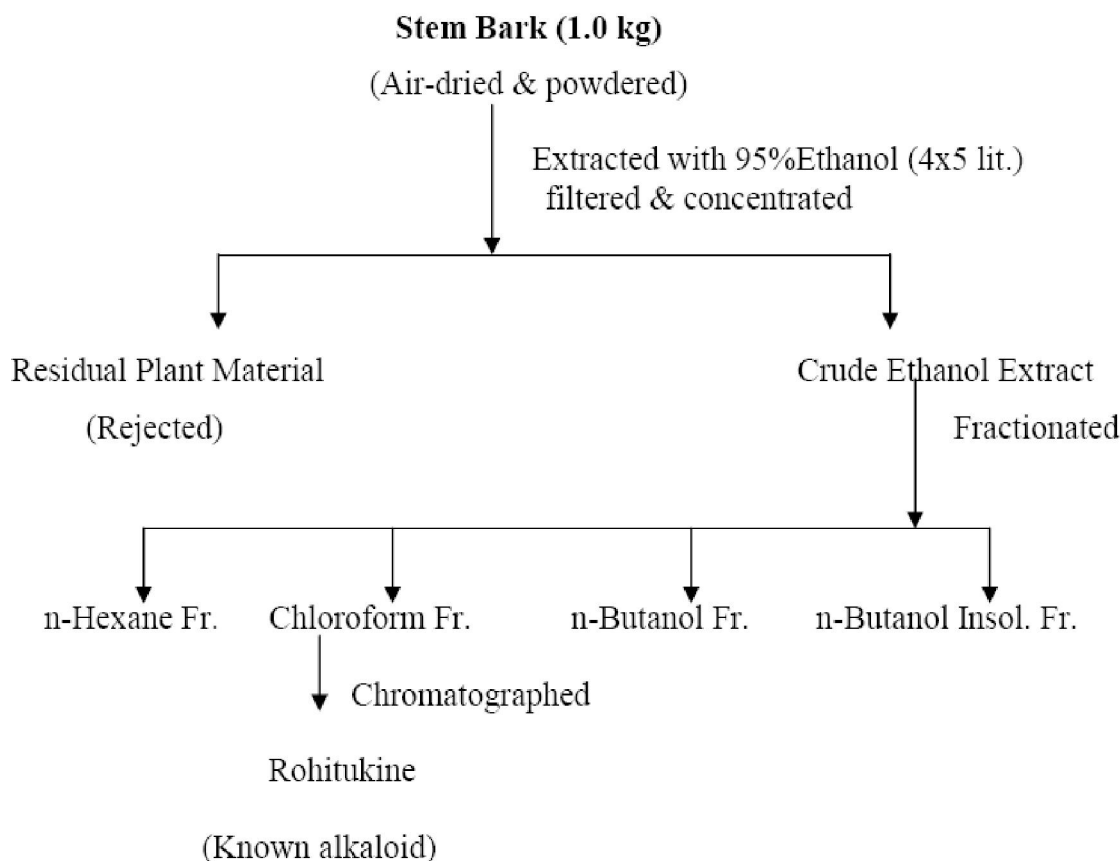 Stem Bark (1.0 kg)
(Air-dried & powdered)
Extracted with 95%Ethanol (4x5 lit.)
filtered & concentrated
Residual Plant Material
(Rejected)
Crude Ethanol Extract
Fractionated
n-Hexane Fr.
Chloroform Fr.
n-Butanol Fr.
n-Butanol Insol. Fr.
Chromatographed
Rohitukine
(Known alkaloid)